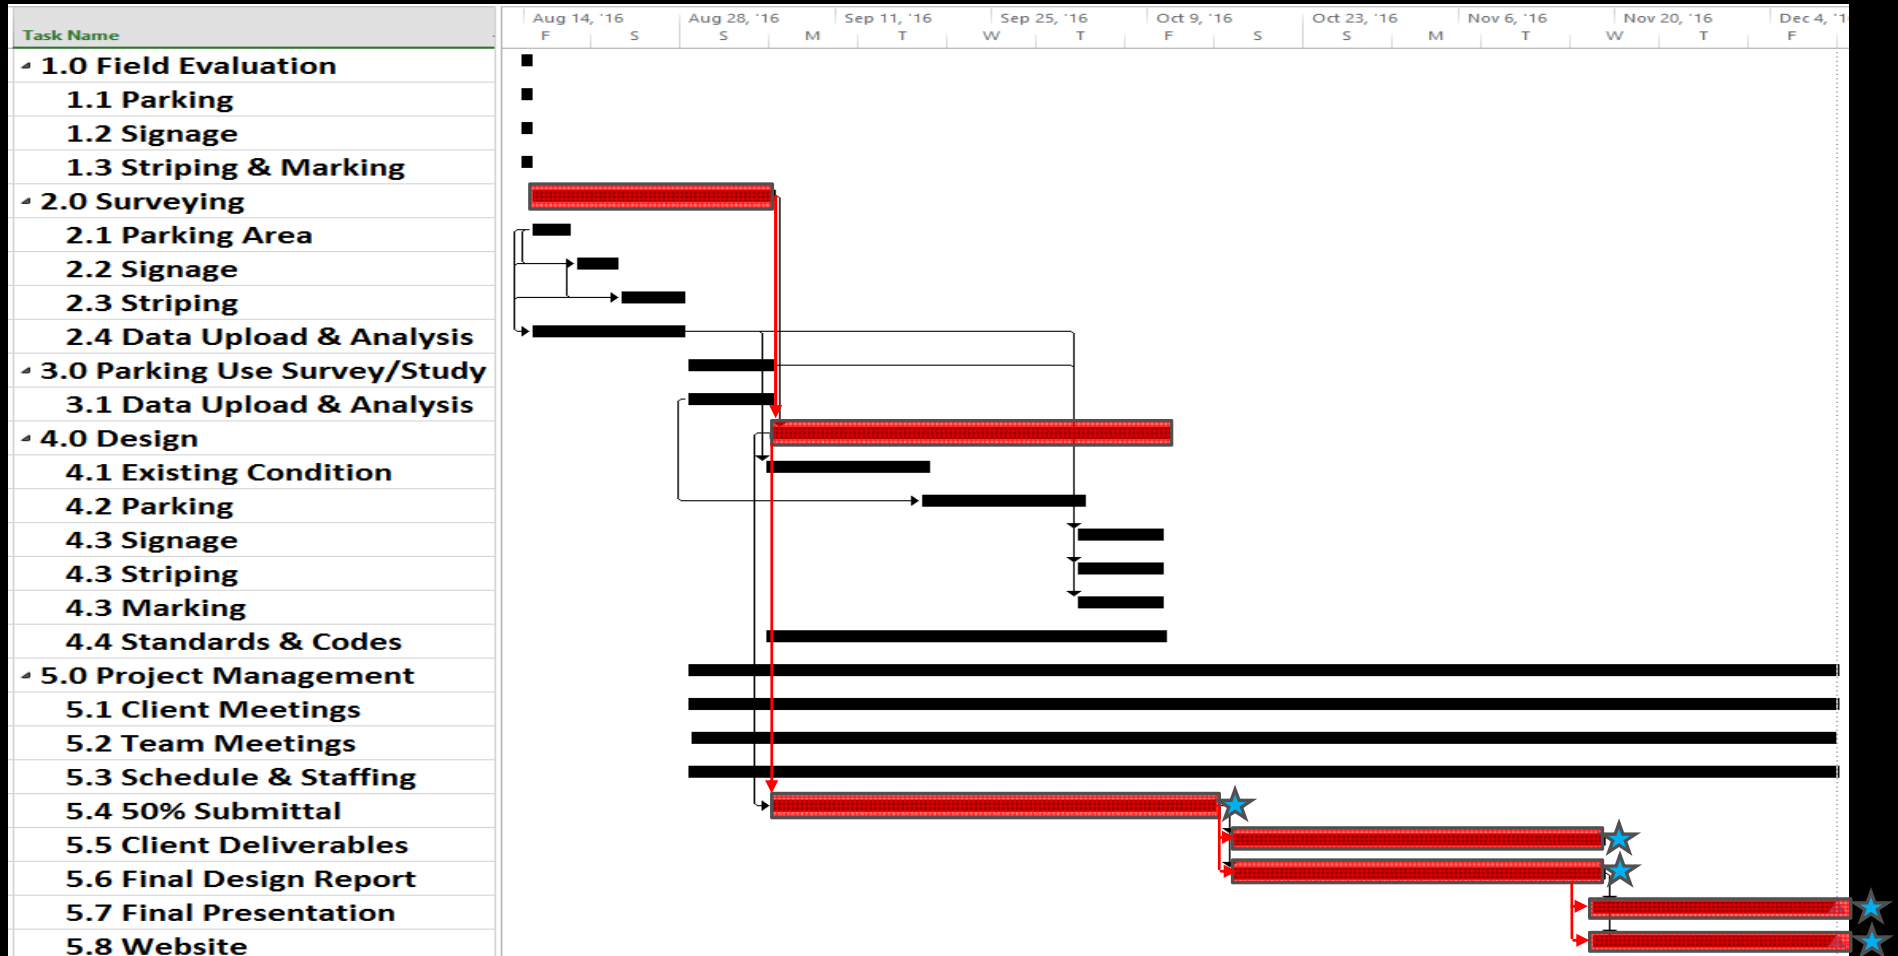 Aug 14, '16 Aug 28, '16 Sep 11, '16 Sep 25, '16 Oct 9, '16 Oct 23, '16 Nov 6, '16 Nov 20, '16 Dec 4, '1
Task Name F S S M T W T F S S M T W T F
1.0 Field Evaluation
1.1 Parking
1.2 Signage
1.3 Striping & Marking
2.0 Surveying
2.1 Parking Area
2.2 Signage
2.3 Striping
2.4 Data Upload & Analysis
3.0 Parking Use Survey/Study
3.1 Data Upload & Analysis
4.0 Design
4.1 Existing Condition
4.2 Parking
4.3 Signage
4.3 Striping
4.3 Marking
4.4 Standards & Codes
5.0 Project Management
5.1 Client Meetings
5.2 Team Meetings
5.3 Schedule & Staffing
5.4 50% Submittal
5.5 Client Deliverables
5.6 Final Design Report
5.7 Final Presentation
5.8 Website